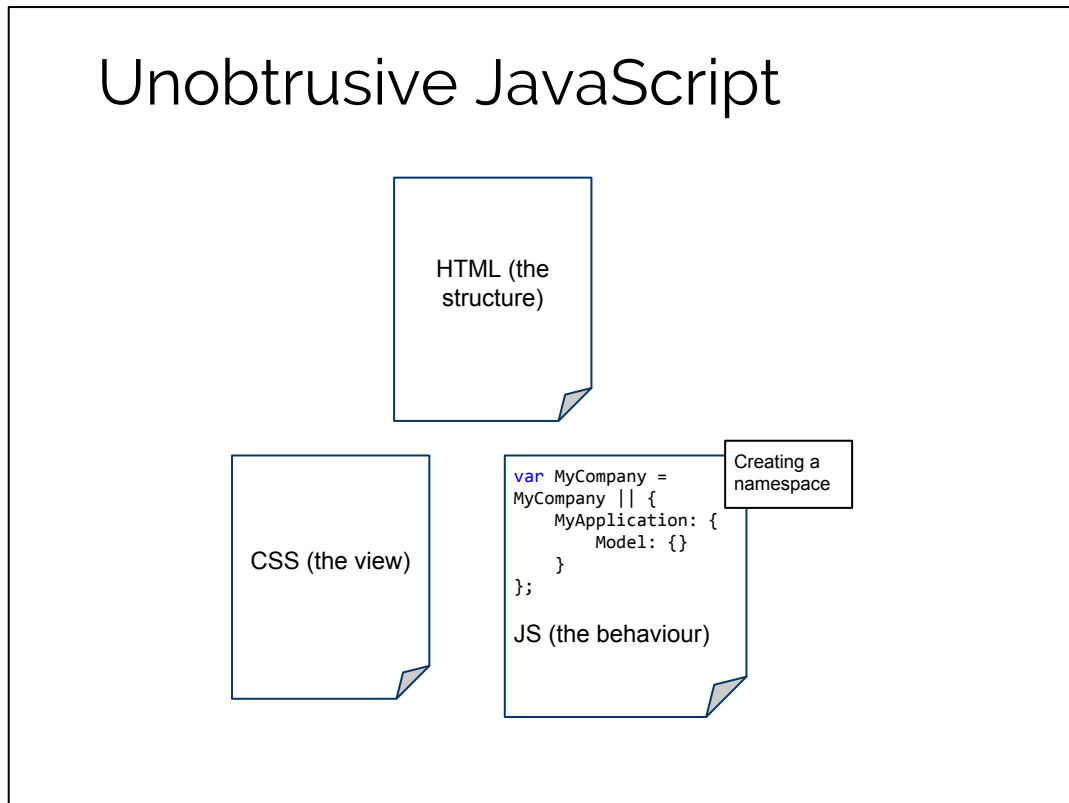 Unobtrusive JavaScript
HTML (the
structure)
CSS (the view)
var MyCompany =
MyCompany || {
    MyApplication: {
        Model: {}
    }
};
JS (the behaviour)
Creating a
namespace